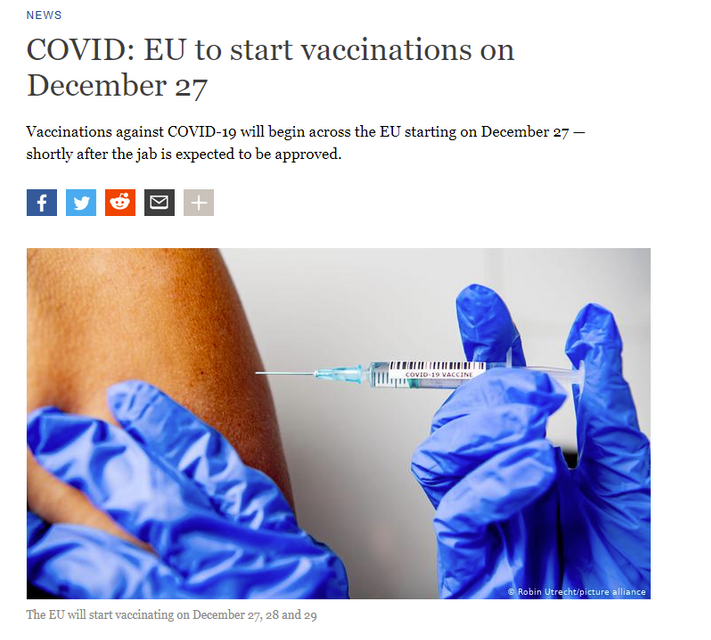 NEWS
COVID: EU to start vaccinations on
December 27
Vaccinations against COVID-19 will begin across the EU starting on December 27 —
shortly after the jab is expected to be approved.
COVID-19 VACCINE
© Robin Utrecht/picture alliance
The EU will start vaccinating on December 27, 28 and 29